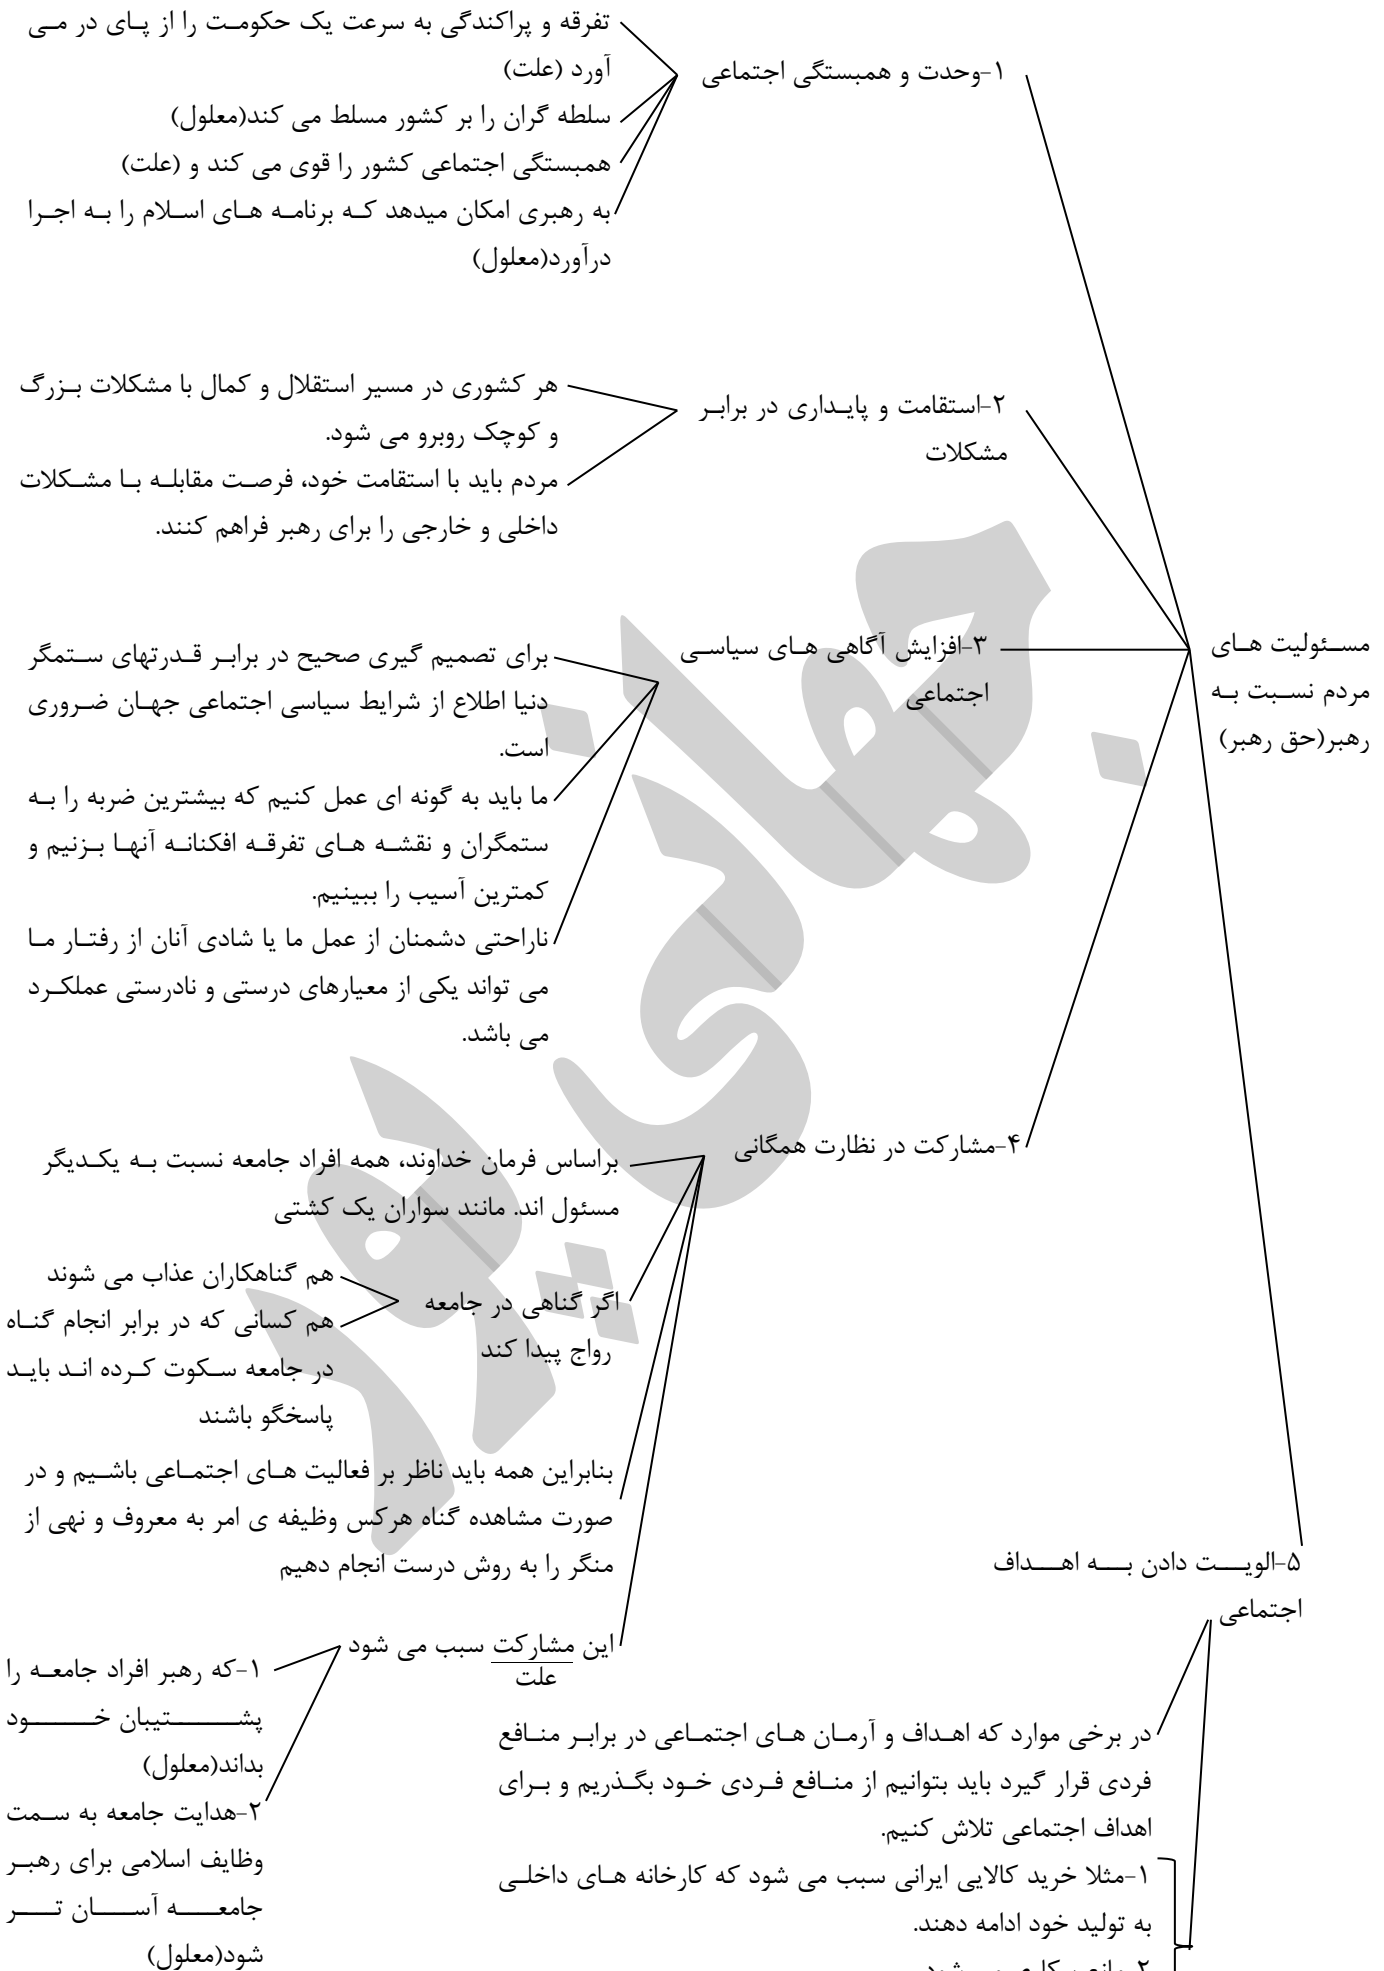 مسئولیت های
مردم نسبت به
رهبر(حق رهبر)
۱-وحدت و همبستگی اجتماعی
تفرقه و پراکندگی به سرعت یک حکومت را از پای در می
آورد (علت)
سلطه گران را بر کشور مسلط می کند(معلول)
همبستگی اجتماعی کشور را قوی می کند و (علت)
به رهبری امکان میدهد که برنامه های اسلام را به اجرا
درآورد(معلول)
۲-استقامت و پایداری در برابر
مشکلات
هر کشوری در مسیر استقلال و کمال با مشکلات بزرگ
و کوچک روبرو می شود.
مردم باید با استقامت خود، فرصت مقابله با مشکلات
داخلی و خارجی را برای رهبر فراهم کنند.
۳-افزایش آگاهی های سیاسی
اجتماعی
برای تصمیم گیری صحیح در برابر قدرتهای ستمگر
دنیا اطلاع از شرایط سیاسی اجتماعی جهان ضروری
است.
ما باید به گونه ای عمل کنیم که بیشترین ضربه را به
ستمگران و نقشه های تفرقه افکنانه آنها بزنیم و
کمترین آسیب را ببینیم.
ناراحتی دشمنان از عمل ما یا شادی آنان از رفتار ما
می تواند یکی از معیارهای درستی و نادرستی عملکرد
می باشد.
۴-مشارکت در نظارت همگانی
براساس فرمان خداوند، همه افراد جامعه نسبت به یکدیگر
مسئول اند. مانند سواران یک کشتی
اگر گناهی در جامعه
رواج پیدا کند
هم گناهکاران عذاب می شوند
هم کسانی که در برابر انجام گناه
در جامعه سکوت کرده اند باید
پاسخگو باشند
بنابراین همه باید ناظر بر فعالیت های اجتماعی باشیم و در
صورت مشاهده گناه هرکس وظیفه ی امر به معروف و نهی از
منگر را به روش درست انجام دهیم
این مشارکت سبب می شود
علت
۱-که رهبر افراد جامعه را
پشتیبان خود
بداند(معلول)
۲-هدایت جامعه به سمت
وظایف اسلامی برای رهبر
جامعه آسان تر
شود(معلول)
۵-الویت دادن به اهداف
اجتماعی
در برخی موارد که اهداف و آرمان های اجتماعی در برابر منافع
فردی قرار گیرد باید بتوانیم از منافع فردی خود بگذریم و برای
اهداف اجتماعی تلاش کنیم.
۱-مثلا خرید کالایی ایرانی سبب می شود که کارخانه های داخلی
به تولید خود ادامه دهند.
جهانی پور